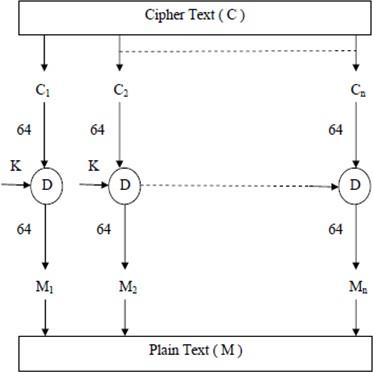 Cipher Text ( C )
C₁ C₂ Cₙ
64 64 64
K K
D D D
64 64 64
M₁ M₂ Mₙ
Plain Text ( M )